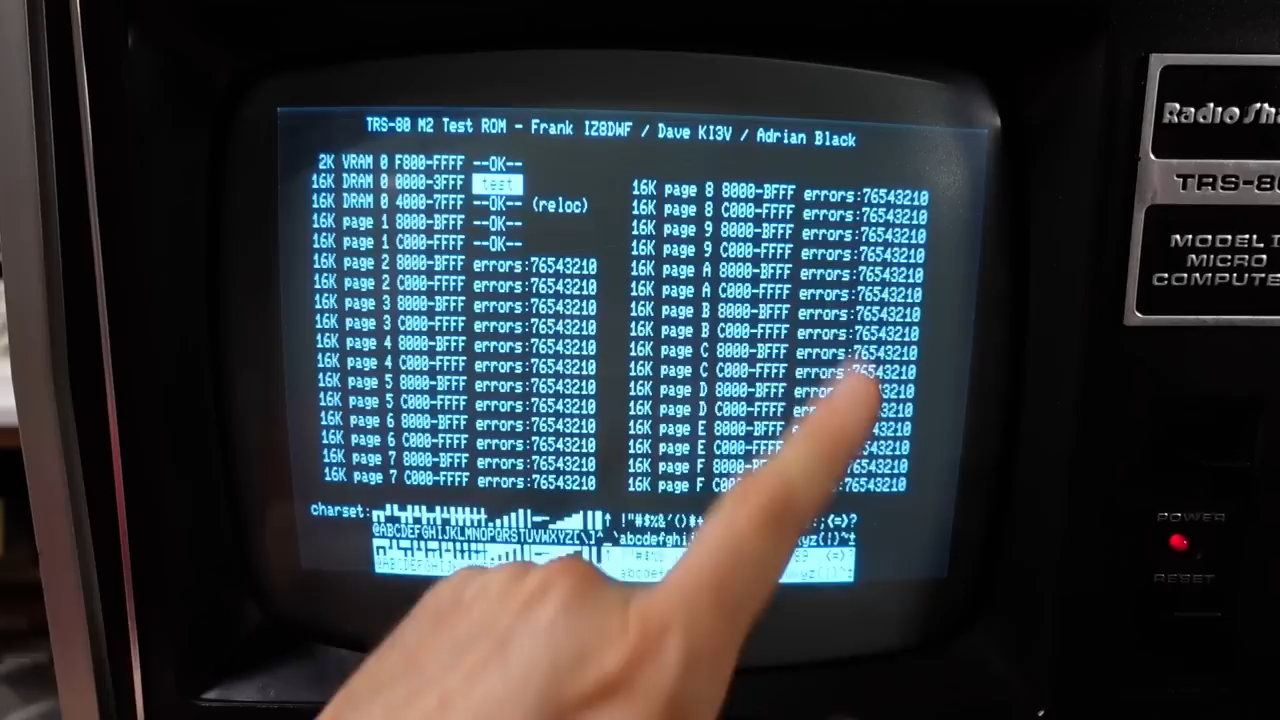 TRS-80 M2 Test ROM - Frank IZ8DWF / Dave KI3V / Adrian Black
2K VRAM 0 F800-FFFF --OK--
16K DRAM 0 0000-3FFF test
16K DRAM 0 4000-7FFF --OK-- (reloc)
16K page 1 8000-BFFF --OK--
16K page 1 C000-FFFF --OK--
16K page 2 8000-BFFF errors:76543210
16K page 2 C000-FFFF errors:76543210
16K page 3 8000-BFFF errors:76543210
16K page 3 C000-FFFF errors:76543210
16K page 4 8000-BFFF errors:76543210
16K page 4 C000-FFFF errors:76543210
16K page 5 8000-BFFF errors:76543210
16K page 5 C000-FFFF errors:76543210
16K page 6 8000-BFFF errors:76543210
16K page 6 C000-FFFF errors:76543210
16K page 7 8000-BFFF errors:76543210
16K page 7 C000-FFFF errors:76543210
16K page 8 8000-BFFF errors:76543210
16K page 8 C000-FFFF errors:76543210
16K page 9 8000-BFFF errors:76543210
16K page 9 C000-FFFF errors:76543210
16K page A 8000-BFFF errors:76543210
16K page A C000-FFFF errors:76543210
16K page B 8000-BFFF errors:76543210
16K page B C000-FFFF errors:76543210
16K page C 8000-BFFF errors:76543210
16K page C C000-FFFF errors:76543210
16K page D 8000-BFFF 543210
16K page D C000-FFFF 43210
16K page E 8000-BFFF 43210
16K page E C000-FFFF 543210
16K page F 8000- 76543210
16K page F 76543210
charset: !"#$%&'()*+ :;<=>?
@ABCDEFGHIJKLMNOPQRSTUVWXYZ[\]^_`abcdefghij xyz{|}~±
Radio Sha
TRS-80
MODEL I
MICRO
COMPUTE
POWER
RESET